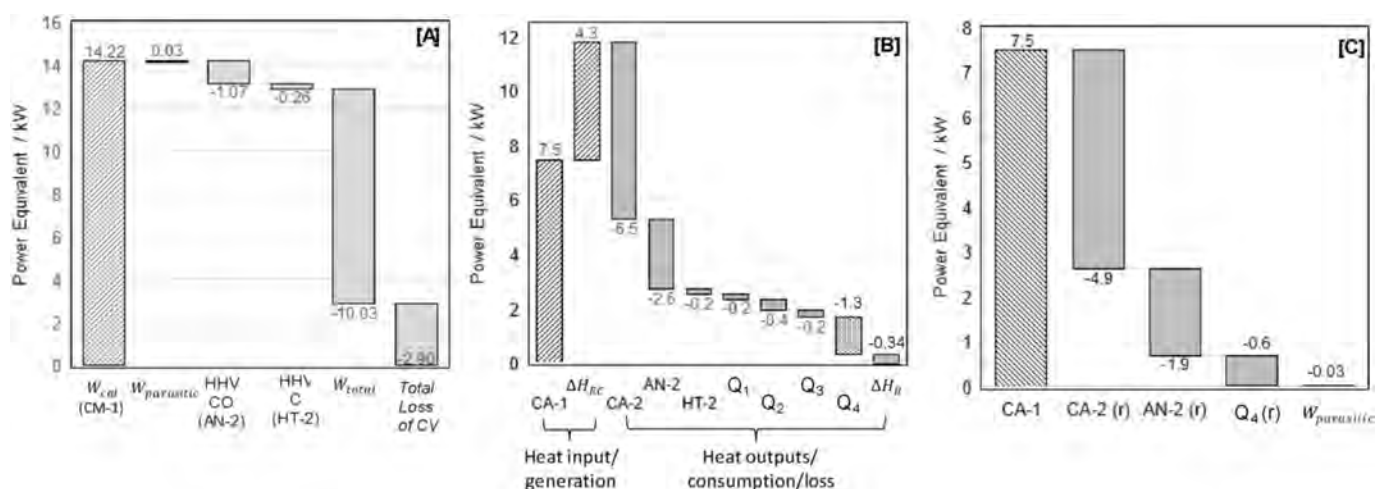 [A]
Power Equivalent / kW
16
14
12
10
8
6
4
2
0
14.22
0.03
-1.07
-0.26
-10.03
-2.90
W_cal (CM-1)
W_parasitic
HHV CO (AN-2)
HHV C (HT-2)
W_total
Total Loss of CV
[B]
Power Equivalent / kW
12
10
8
6
4
2
0
7.5
4.3
-6.5
-2.6
-0.2
-0.2
-0.4
-0.2
-1.3
-0.34
CA-1
ΔH_RC
CA-2
AN-2
HT-2
Q1
Q2
Q3
Q4
ΔH_R
Heat input/
generation
Heat outputs/
consumption/loss
[C]
Power Equivalent / kW
8
7
6
5
4
3
2
1
0
7.5
-4.9
-1.9
-0.6
-0.03
CA-1
CA-2 (r)
AN-2 (r)
Q4 (r)
W_parasitic